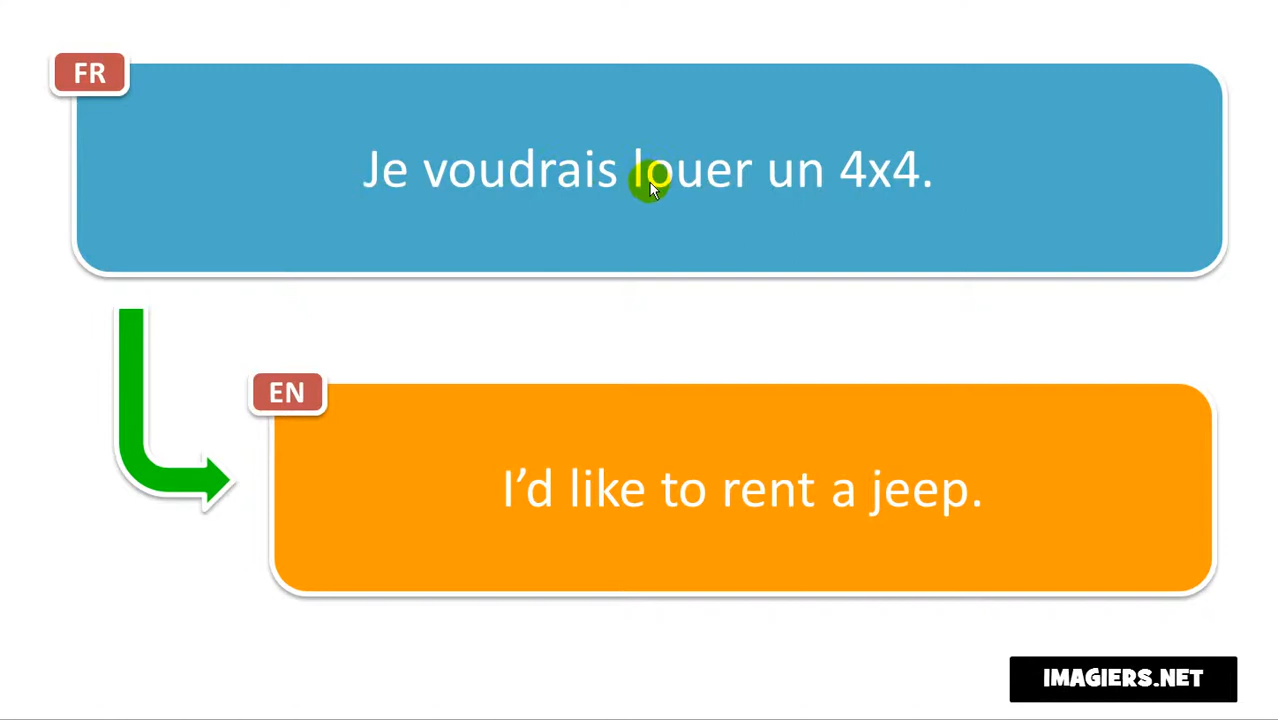 FR
Je voudrais louer un 4x4.
EN
I’d like to rent a jeep.
IMAGIERS.NET